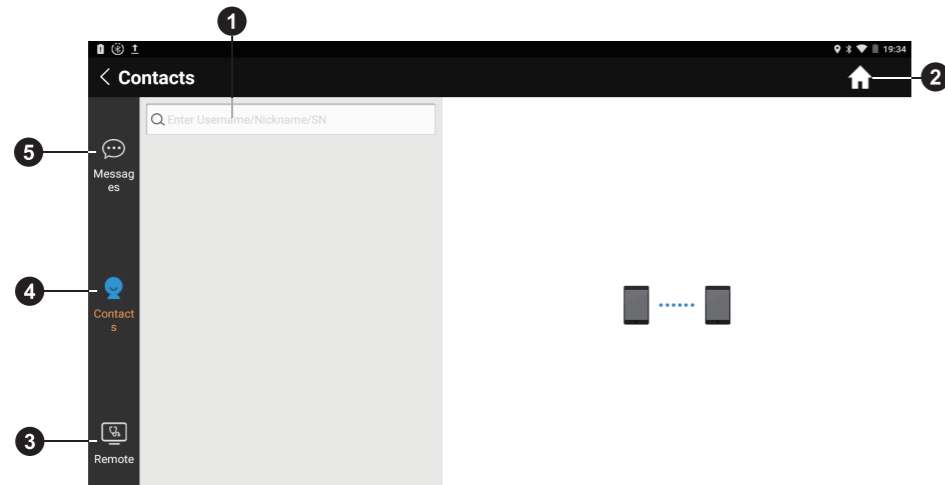 1
19:34
Contacts
2
Enter Username/Nickname/SN
5
Messag
es
4
Contact
s
3
Remote